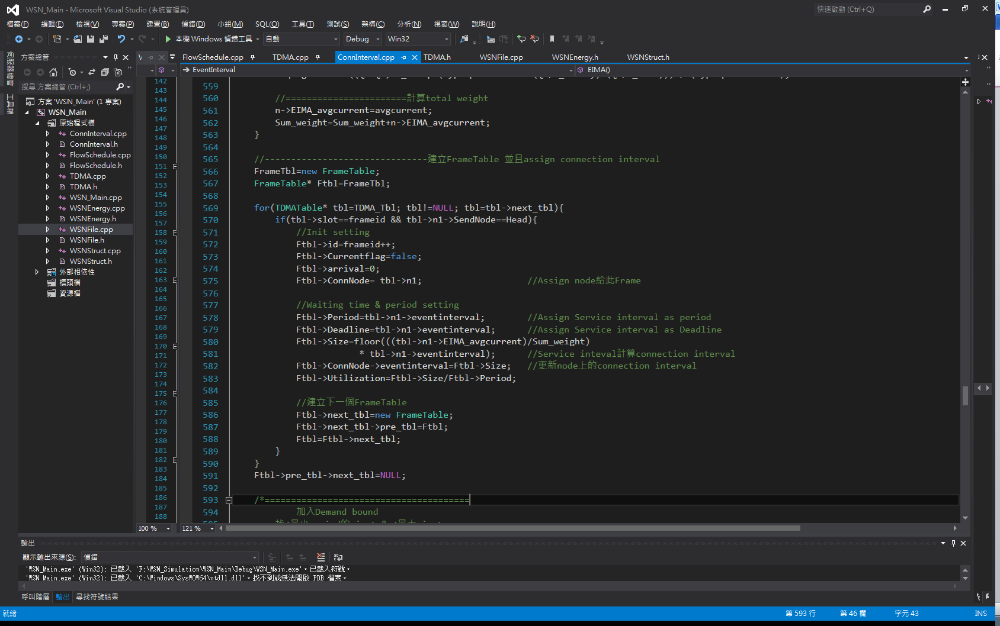 WSN_Main - Microsoft Visual Studio (系統管理員)
快速啟動 (Ctrl+Q)
檔案(F) 編輯(E) 檢視(V) 專案(P) 建置(B) 偵錯(D) 小組(M) SQL(Q) 工具(T) 測試(S) 架構(C) 分析(N) 視窗(W) 說明(H)
本機 Windows 偵錯工具 自動 Debug Win32
伺服器總管
工具箱
方案總管
搜尋 方案總管 (Ctrl+;)
方案 'WSN_Main' (1 專案)
WSN_Main
原始程式檔
ConnInterval.cpp
ConnInterval.h
FlowSchedule.cpp
FlowSchedule.h
TDMA.cpp
TDMA.h
WSN_Main.cpp
WSNEnergy.cpp
WSNEnergy.h
WSNFile.cpp
WSNFile.h
WSNStruct.cpp
WSNStruct.h
外部相依性
標頭檔
資源檔
142
143
144
145
146
147
148
149
150
151
152
153
154
155
156
157
158
159
160
161
162
163
164
165
166
167
168
169
170
171
172
173
174
175
176
177
178
179
180
181
182
183
184
185
186
187
188
100 %
FlowSchedule.cpp TDMA.cpp ConnInterval.cpp TDMA.h WSNFile.cpp WSNEnergy.h WSNStruct.h
EventInterval EIMA()
559
560 //=======================計算total weight
561 n->EIMA_avgcurrent=avgcurrent;
562 Sum_weight=Sum_weight+n->EIMA_avgcurrent;
563 }
564
565 //-------------------------------建立FrameTable 並且assign connection interval
566 FrameTbl=new FrameTable;
567 FrameTable* Ftbl=FrameTbl;
568
569 for(TDMATable* tbl=TDMA_Tbl; tbl!=NULL; tbl=tbl->next_tbl){
570 if(tbl->slot==frameid && tbl->n1->SendNode==Head){
571 //Init setting
572 Ftbl->id=frameid++;
573 Ftbl->Currentflag=false;
574 Ftbl->arrival=0;
575 Ftbl->ConnNode= tbl->n1; //Assign node給此Frame
576
577 //Waiting time & period setting
578 Ftbl->Period=tbl->n1->eventinterval; //Assign Service interval as period
579 Ftbl->Deadline=tbl->n1->eventinterval; //Assign Service interval as Deadline
580 Ftbl->Size=floor(((tbl->n1->EIMA_avgcurrent)/Sum_weight)
581 * tbl->n1->eventinterval); //Service inteval計算connection interval
582 Ftbl->ConnNode->eventinterval=Ftbl->Size; //更新node上的connection interval
583 Ftbl->Utilization=Ftbl->Size/Ftbl->Period;
584
585 //建立下一個FrameTable
586 Ftbl->next_tbl=new FrameTable;
587 Ftbl->next_tbl->pre_tbl=Ftbl;
588 Ftbl=Ftbl->next_tbl;
589 }
590 }
591 Ftbl->pre_tbl->next_tbl=NULL;
592
593 /*=======================================
594 加入Demand bound
121 %
輸出
顯示輸出來源(S): 偵錯
'WSN_Main.exe' (Win32): 已載入 'F:\WSN_Simulation\WSN_Main\Debug\WSN_Main.exe'。已載入符號。
'WSN_Main.exe' (Win32): 已載入 'C:\Windows\SysWOW64\ntdll.dll'。找不到或無法開啟 PDB 檔案。
呼叫階層 輸出 尋找符號結果
就緒 第 593 行 第 46 欄 字元 43 INS